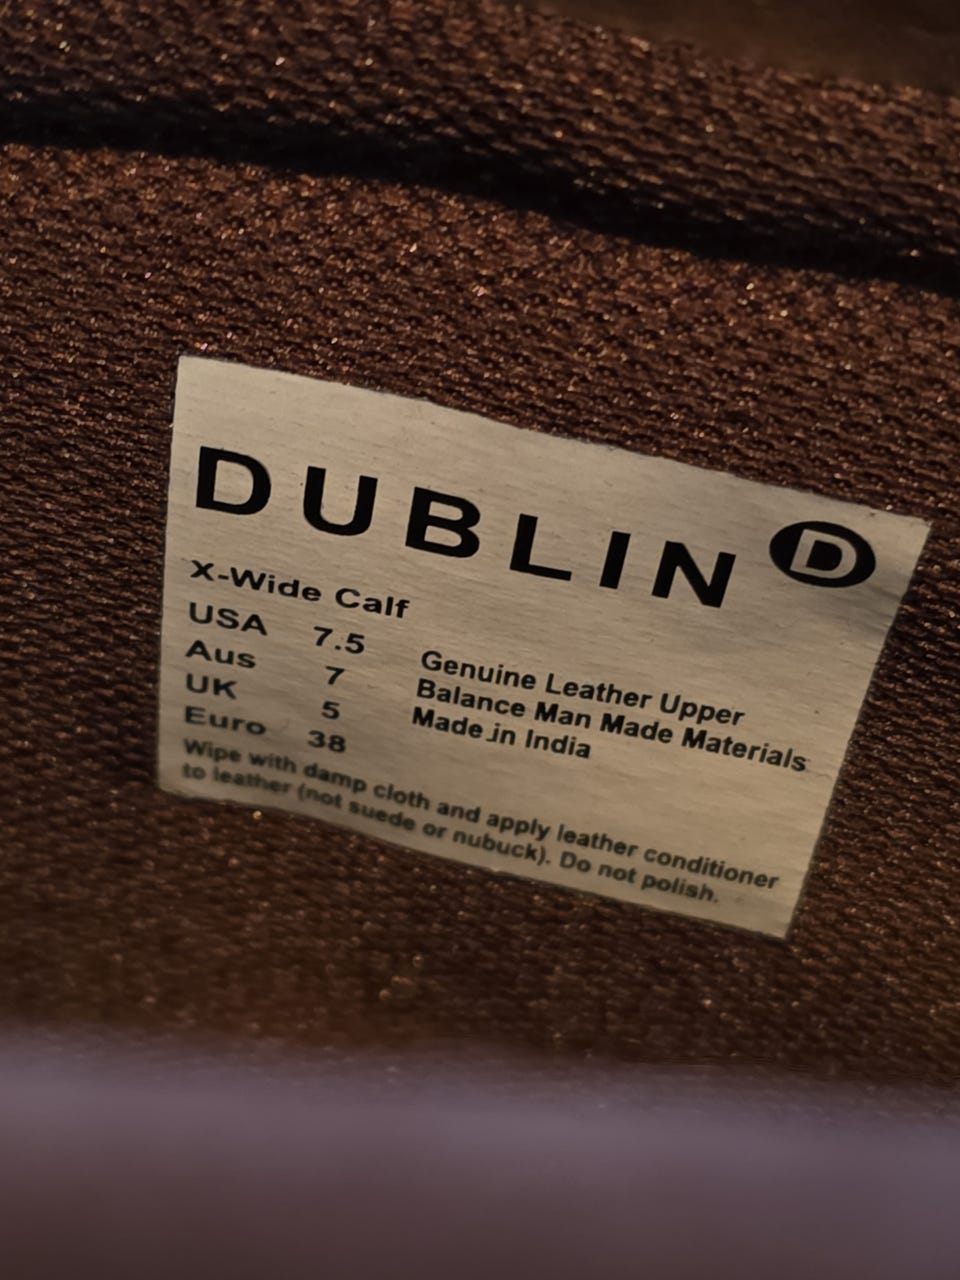 DUBLIN D
X-Wide Calf
USA 7.5
Aus 7
UK 5
Euro 38
Genuine Leather Upper
Balance Man Made Materials
Made in India
Wipe with damp cloth and apply leather conditioner
to leather (not suede or nubuck). Do not polish.